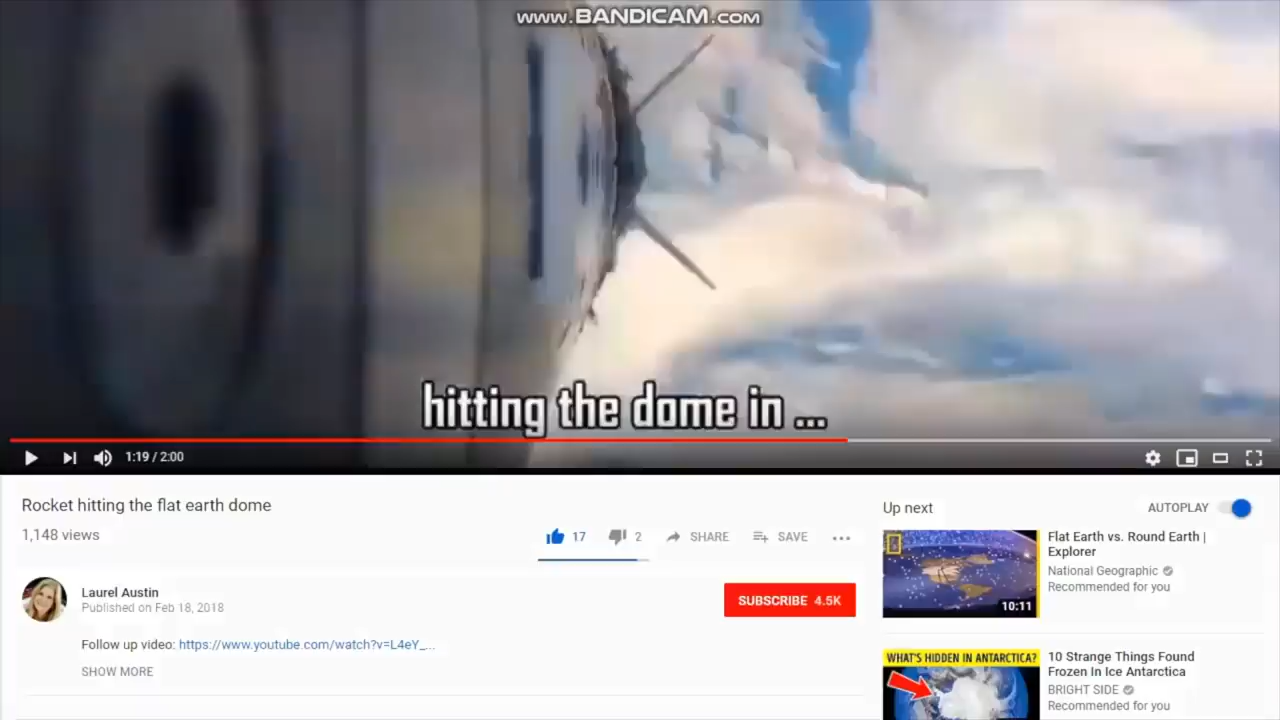 www.BANDICAM.com
hitting the dome in ...
1:19 / 2:00
Rocket hitting the flat earth dome
1,148 views
17
2
SHARE
SAVE
Laurel Austin
Published on Feb 18, 2018
SUBSCRIBE 4.5K
Follow up video: https://www.youtube.com/watch?v=L4eY_...
SHOW MORE
Up next
AUTOPLAY
10:11
Flat Earth vs. Round Earth |
Explorer
National Geographic
Recommended for you
WHAT'S HIDDEN IN ANTARCTICA?
10 Strange Things Found
Frozen In Ice Antarctica
BRIGHT SIDE
Recommended for you